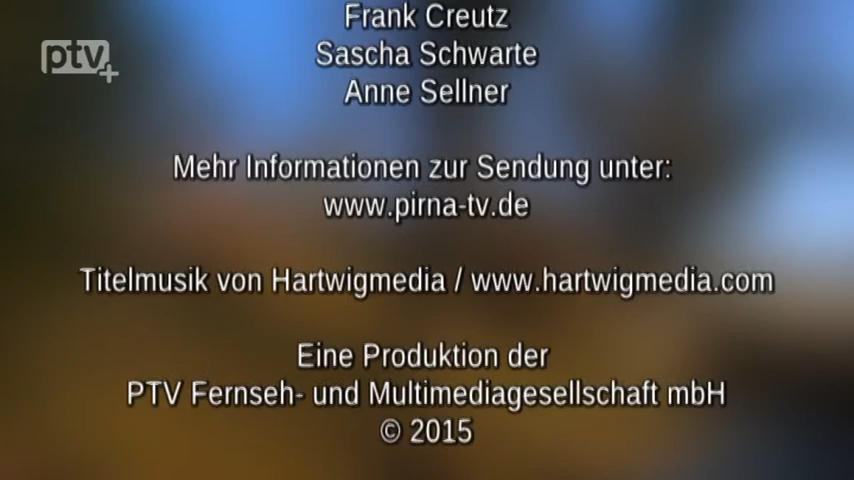 Frank Creutz
ptv+
Sascha Schwarte
Anne Sellner
Mehr Informationen zur Sendung unter:
www.pirna-tv.de
Titelmusik von Hartwigmedia / www.hartwigmedia.com
Eine Produktion der
PTV Fernseh- und Multimediagesellschaft mbH
© 2015